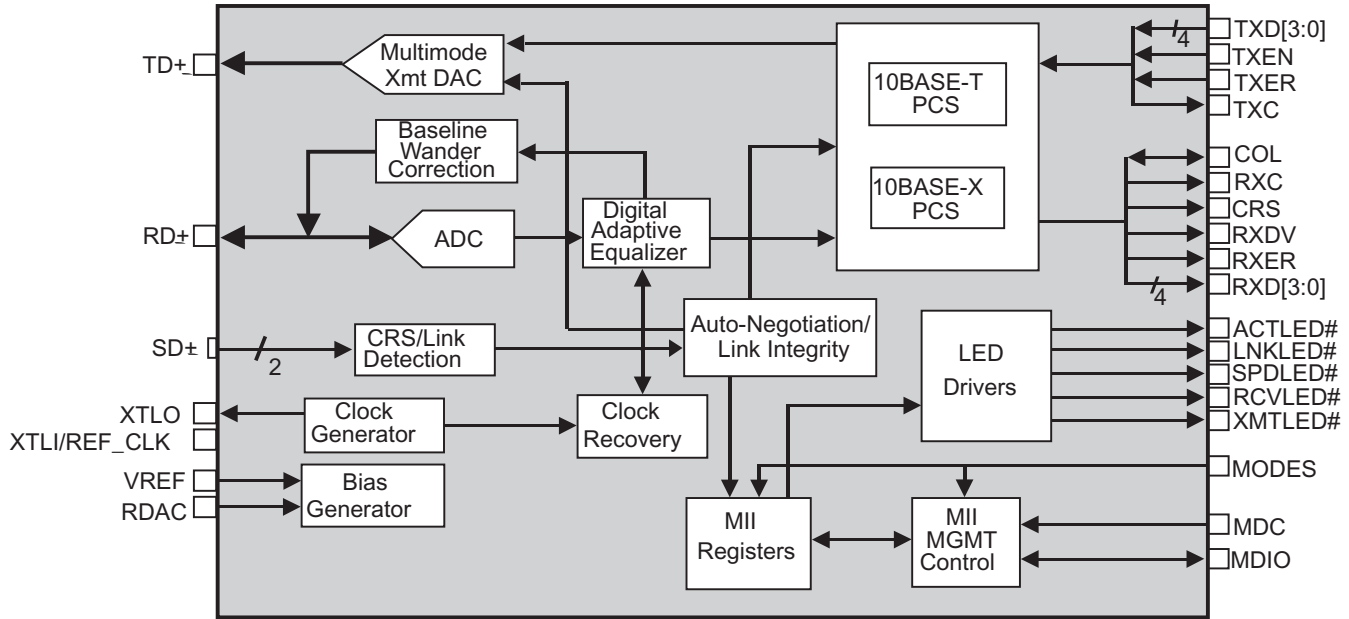 TD+_
RD±
SD±
2
XTLO
XTLI/REF_CLK
VREF
RDAC
Multimode
Xmt DAC
Baseline
Wander
Correction
ADC
Digital
Adaptive
Equalizer
CRS/Link
Detection
Clock
Generator
Bias
Generator
Clock
Recovery
Auto-Negotiation/
Link Integrity
10BASE-T
PCS
10BASE-X
PCS
LED
Drivers
MII
Registers
MII
MGMT
Control
4
TXD[3:0]
TXEN
TXER
TXC
COL
RXC
CRS
RXDV
RXER
4
RXD[3:0]
ACTLED#
LNKLED#
SPDLED#
RCVLED#
XMTLED#
MODES
MDC
MDIO